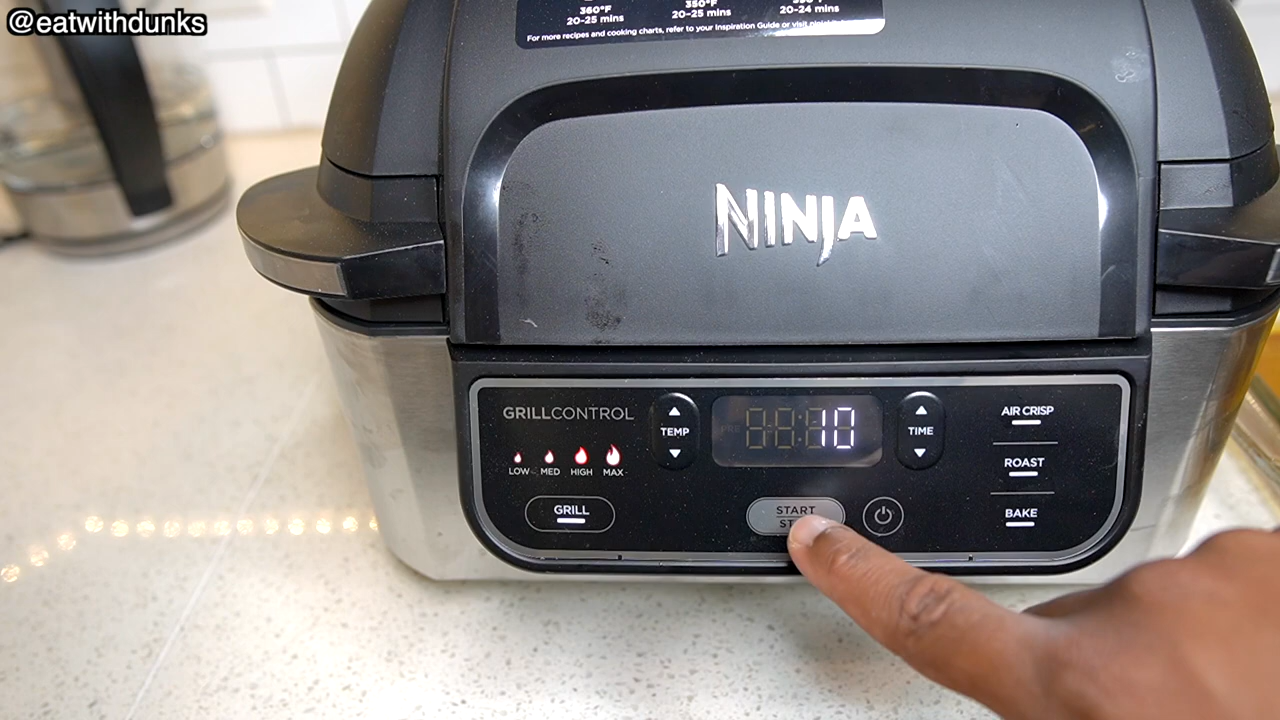 @eatwithdunks
360°F 350°F
20-25 mins 20-25 mins 20-24 mins
For more recipes and cooking charts, refer to your Inspiration Guide or visit
NINJA
GRILLCONTROL
LOW MED HIGH MAX
GRILL
TEMP
PRE 10
TIME
START
AIR CRISP
ROAST
BAKE